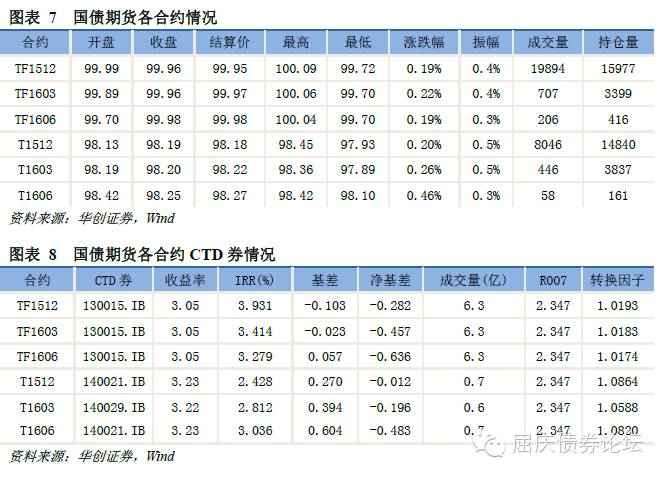 图表 7 国债期货各合约情况
合约 开盘 收盘 结算价 最高 最低 涨跌幅 振幅 成交量 持仓量
TF1512 99.99 99.96 99.95 100.09 99.72 0.19% 0.4% 19894 15977
TF1603 99.89 99.96 99.97 100.06 99.70 0.22% 0.4% 707 3399
TF1606 99.70 99.98 99.98 100.04 99.70 0.19% 0.3% 206 416
T1512 98.13 98.19 98.18 98.45 97.93 0.20% 0.5% 8046 14840
T1603 98.19 98.20 98.22 98.36 97.89 0.26% 0.5% 446 3837
T1606 98.42 98.25 98.27 98.42 98.10 0.46% 0.3% 58 161
资料来源：华创证券，Wind
图表 8 国债期货各合约 CTD 券情况
合约 CTD 券 收益率 IRR(%) 基差 净基差 成交量(亿) R007 转换因子
TF1512 130015.IB 3.05 3.931 -0.103 -0.282 6.3 2.347 1.0193
TF1603 130015.IB 3.05 3.414 -0.023 -0.457 6.3 2.347 1.0183
TF1606 130015.IB 3.05 3.279 0.057 -0.636 6.3 2.347 1.0174
T1512 140021.IB 3.23 2.428 0.270 -0.012 0.7 2.347 1.0864
T1603 140029.IB 3.22 2.812 0.394 -0.196 0.6 2.347 1.0588
T1606 140021.IB 3.23 3.036 0.604 -0.483 0.7 2.347 1.0820
资料来源：华创证券，Wind
屈庆债券论坛